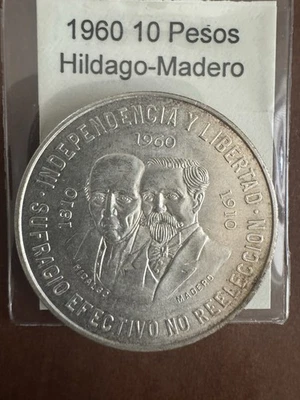 1960 10 Pesos
Hildago-Madero
INDEPENDENCIA Y LIBERTAD
1960
1810
1910
HIDALGO
MADERO
SUFRAGIO EFECTIVO NO REELECCION